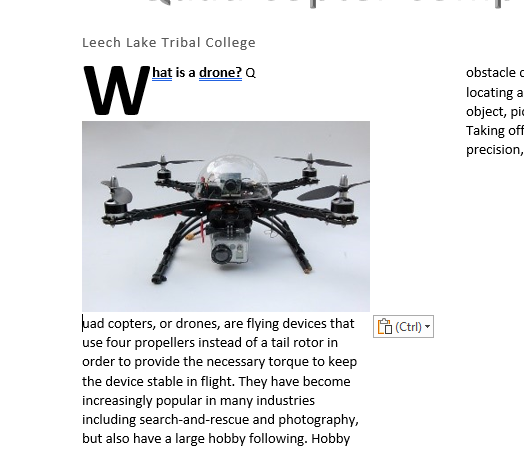 Leech Lake Tribal College
What is a drone? Q
uad copters, or drones, are flying devices that
use four propellers instead of a tail rotor in
order to provide the necessary torque to keep
the device stable in flight. They have become
increasingly popular in many industries
including search-and-rescue and photography,
but also have a large hobby following. Hobby
(Ctrl)
obstacle
locating a
object,
Taking off
precision,